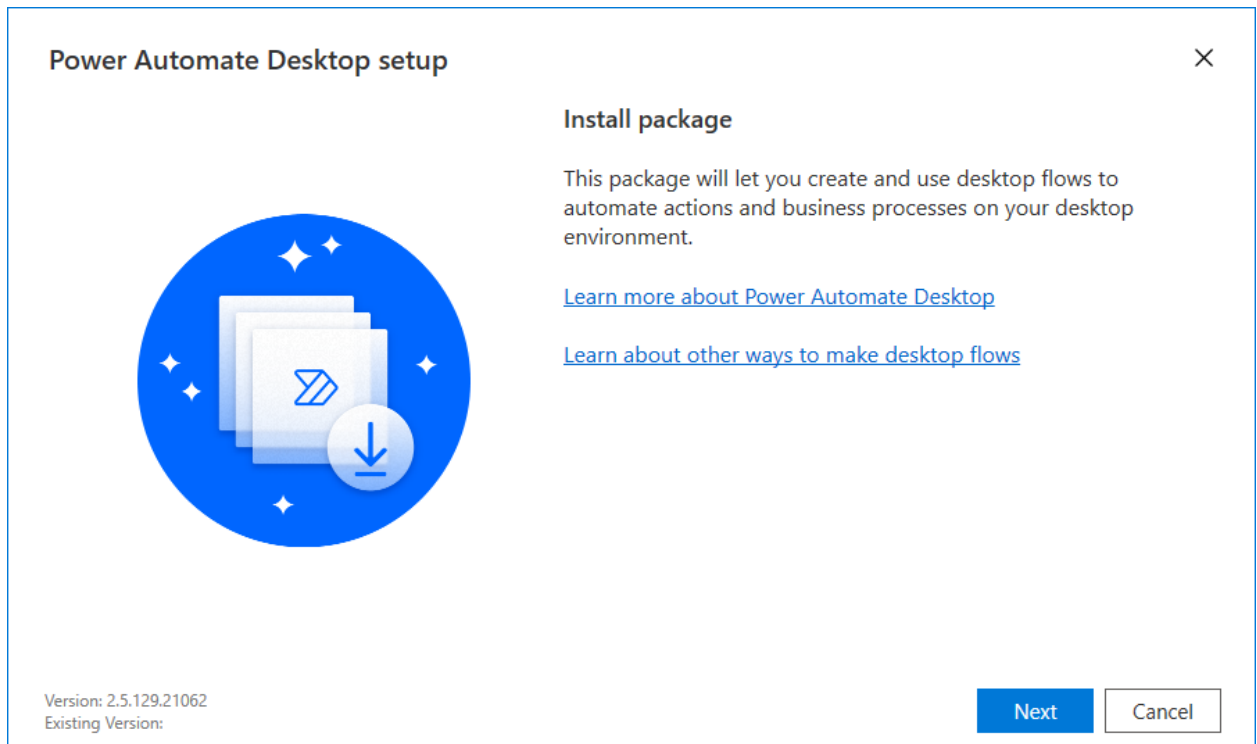 Power Automate Desktop setup
Install package
This package will let you create and use desktop flows to
automate actions and business processes on your desktop
environment.
Learn more about Power Automate Desktop
Learn about other ways to make desktop flows
Version: 2.5.129.21062
Existing Version:
Next
Cancel